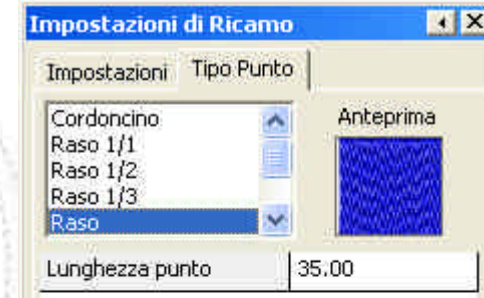 Impostazioni di Ricamo
Impostazioni Tipo Punto
Cordoncino
Raso 1/1
Raso 1/2
Raso 1/3
Raso
Anteprima
Lunghezza punto 35.00